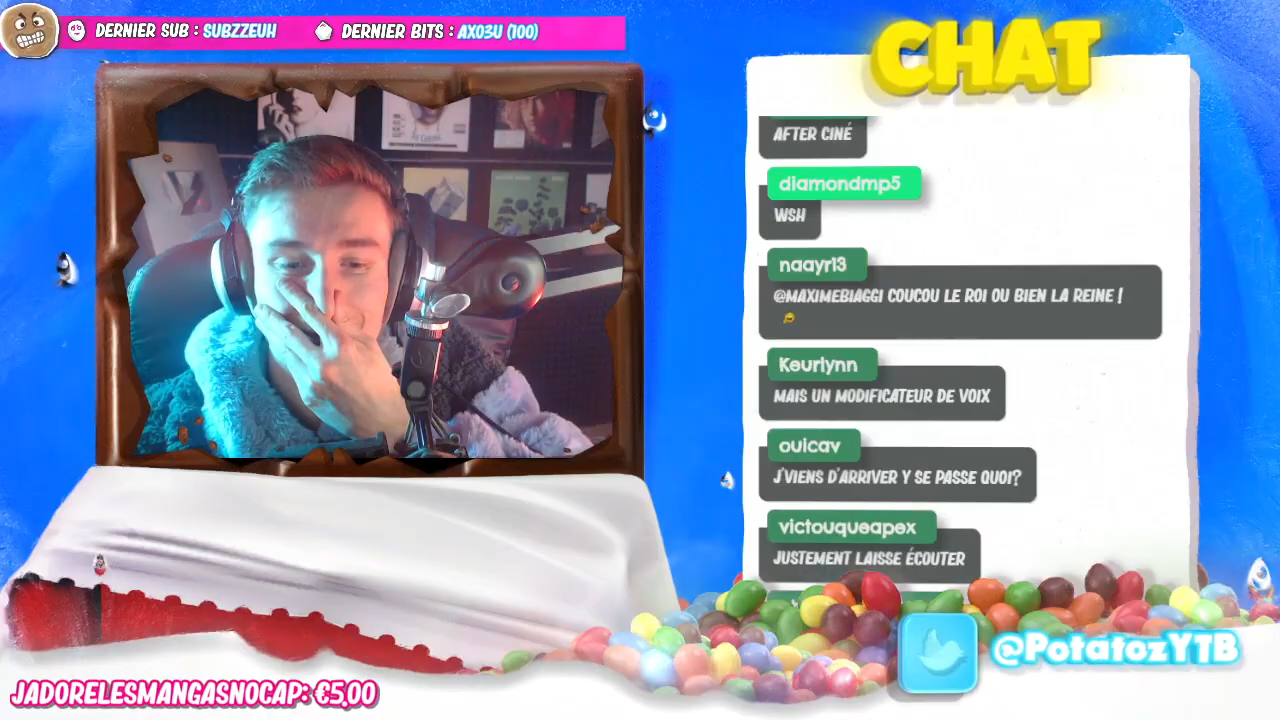 DERNIER SUB : SUBZZEUH
DERNIER BITS : AXO3U (100)
CHAT
AFTER CINÉ
diamondmp5
WSH
naayr13
@MAXIMEBIAGGI COUCOU LE ROI OU BIEN LA REINE !
Keurlynn
MAIS UN MODIFICATEUR DE VOIX
ouicav
J'VIENS D'ARRIVER Y SE PASSE QUOI?
victouqueapex
JUSTEMENT LAISSE ÉCOUTER
@PotatozYTB
JADORELESMANGASNOCAP: €5,00